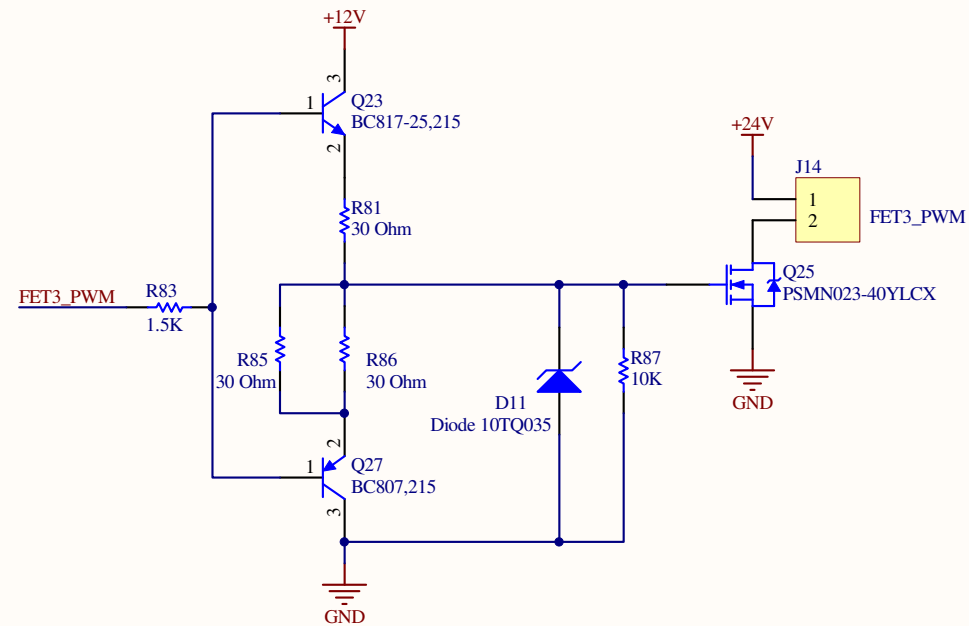 +12V
3
1
Q23
BC817-25,215
2
+24V
J14
1
2
FET3_PWM
R81
30 Ohm
Q25
PSMN023-40YLCX
FET3_PWM
R83
1.5K
R85
30 Ohm
R86
30 Ohm
R87
10K
D11
Diode 10TQ035
GND
2
1
Q27
BC807,215
3
GND